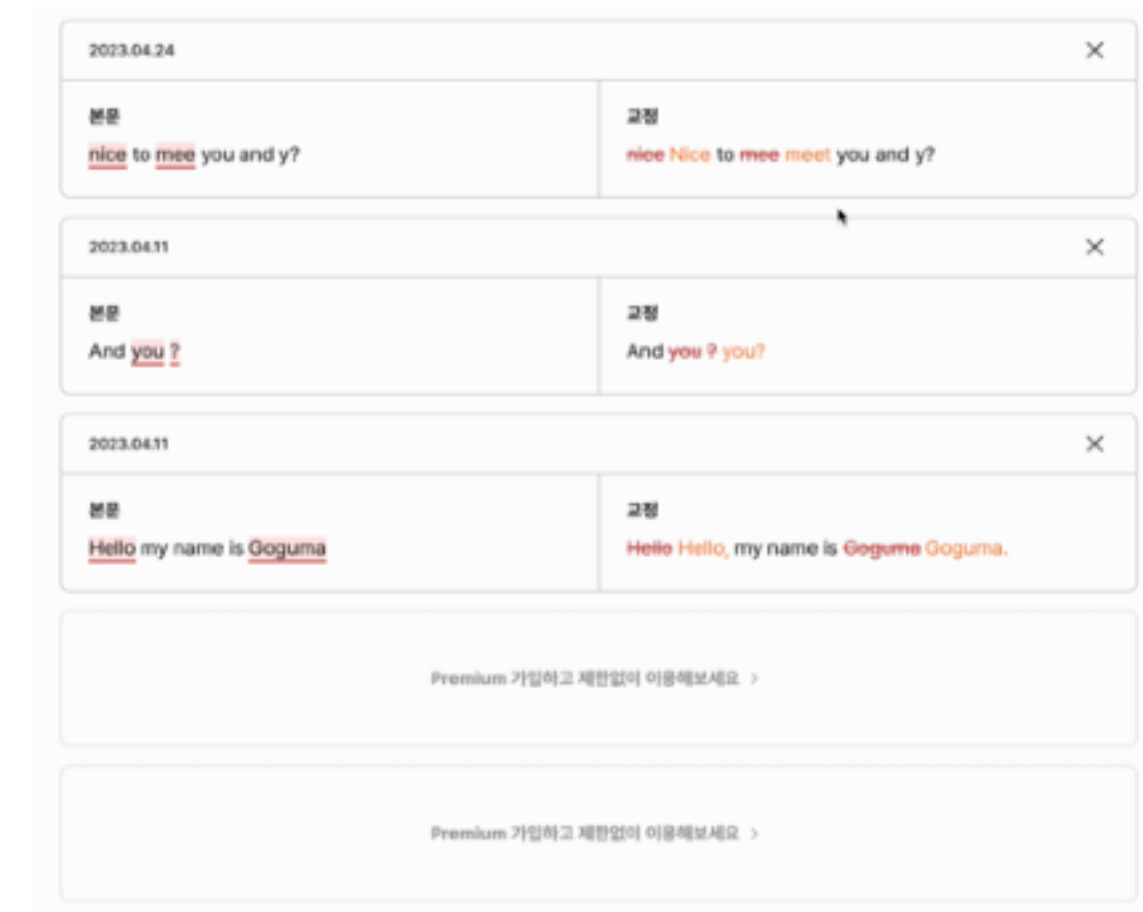 2023.04.24
본문
교정
nice to mee you and y?
nice Nice to mee meet you and y?
2023.04.11
본문
교정
And you ?
And you ? you?
2023.04.11
본문
교정
Hello my name is Goguma
Hello Hello, my name is Goguma Goguma.
Premium 가입하고 제한없이 이용해보세요 >
Premium 가입하고 제한없이 이용해보세요 >